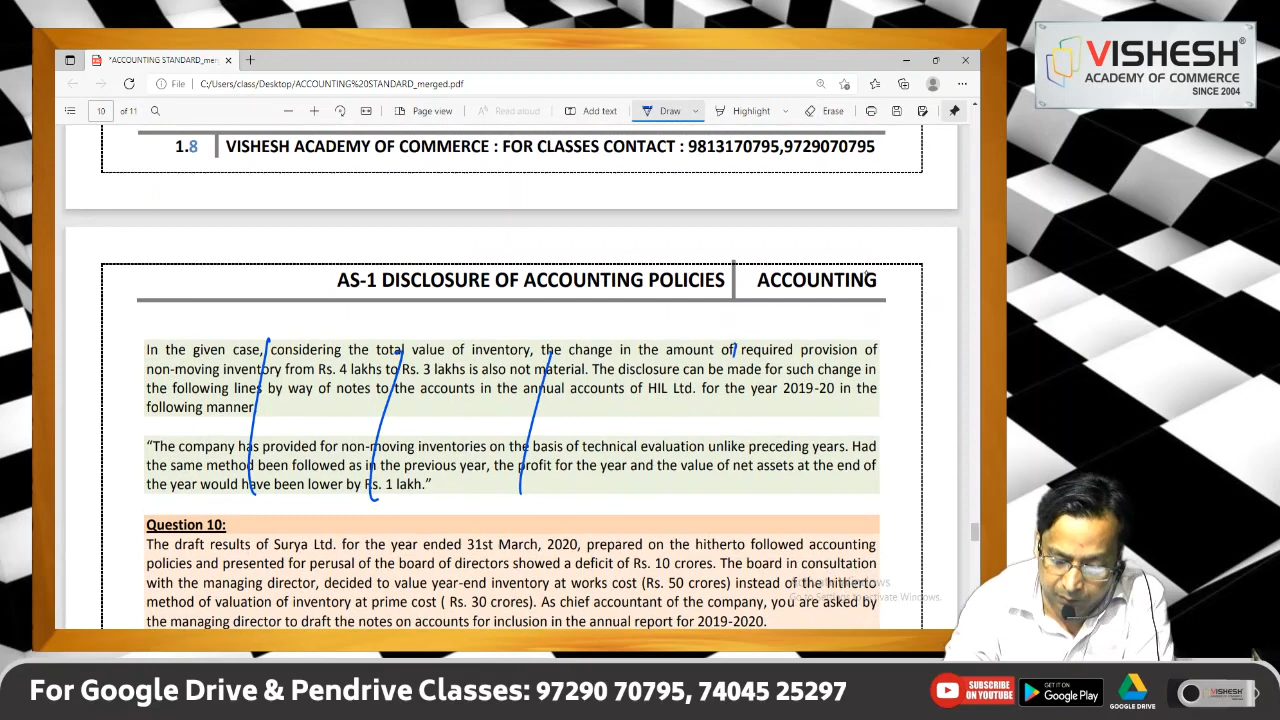 *ACCOUNTING STANDARD_mer
File
C:/Users/class/Desktop/ACCOUNTING%20STANDARD_merged.pdf
10
of 11
Page view
Read aloud
Add text
Draw
Highlight
Erase
VISHESH®
ACADEMY OF COMMERCE
SINCE 2004
1.8 VISHESH ACADEMY OF COMMERCE : FOR CLASSES CONTACT : 9813170795,9729070795
AS-1 DISCLOSURE OF ACCOUNTING POLICIES ACCOUNTING
In the given case, considering the total value of inventory, the change in the amount of required provision of
non-moving inventory from Rs. 4 lakhs to Rs. 3 lakhs is also not material. The disclosure can be made for such change in
the following lines by way of notes to the accounts in the annual accounts of HIL Ltd. for the year 2019-20 in the
following manner:
“The company has provided for non-moving inventories on the basis of technical evaluation unlike preceding years. Had
the same method been followed as in the previous year, the profit for the year and the value of net assets at the end of
the year would have been lower by Rs. 1 lakh.”
Question 10:
The draft results of Surya Ltd. for the year ended 31st March, 2020, prepared on the hitherto followed accounting
policies and presented for perusal of the board of directors showed a deficit of Rs. 10 crores. The board in consultation
with the managing director, decided to value year-end inventory at works cost (Rs. 50 crores) instead of the hitherto
method of valuation of inventory at prime cost ( Rs. 30 crores). As chief accountant of the company, you are asked by
the managing director to draft the notes on accounts for inclusion in the annual report for 2019-2020.
Activate Windows
Go to Settings to activate Windows.
For Google Drive & Pendrive Classes: 97290 70795, 74045 25297
SUBSCRIBE
ON YOUTUBE
GET IT ON
Google Play
GOOGLE DRIVE
VISHESH